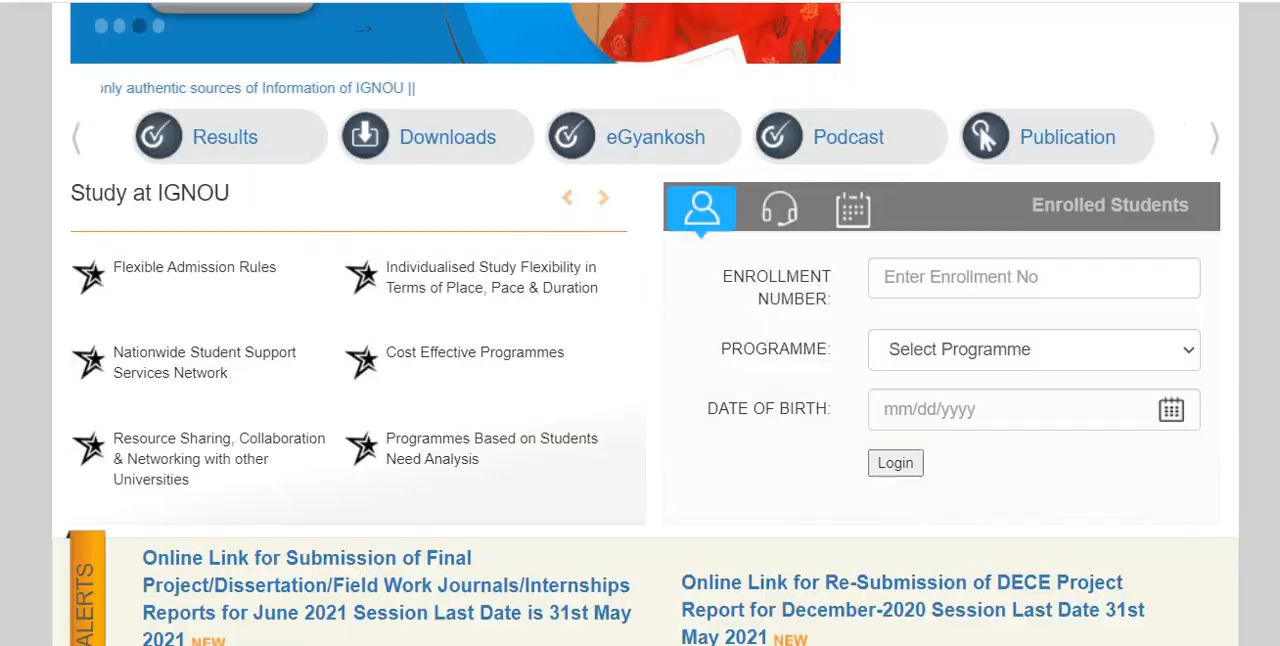 -->
only authentic sources of Information of IGNOU ||
Results
Downloads
eGyankosh
Podcast
Publication
Study at IGNOU
Flexible Admission Rules
Individualised Study Flexibility in
Terms of Place, Pace & Duration
Nationwide Student Support
Services Network
Cost Effective Programmes
Resource Sharing, Collaboration
& Networking with other
Universities
Programmes Based on Students
Need Analysis
Enrolled Students
ENROLLMENT
NUMBER:
Enter Enrollment No
PROGRAMME:
Select Programme
DATE OF BIRTH:
mm/dd/yyyy
Login
ALERTS
Online Link for Submission of Final
Project/Dissertation/Field Work Journals/Internships
Reports for June 2021 Session Last Date is 31st May
2021 NEW
Online Link for Re-Submission of DECE Project
Report for December-2020 Session Last Date 31st
May 2021 NEW